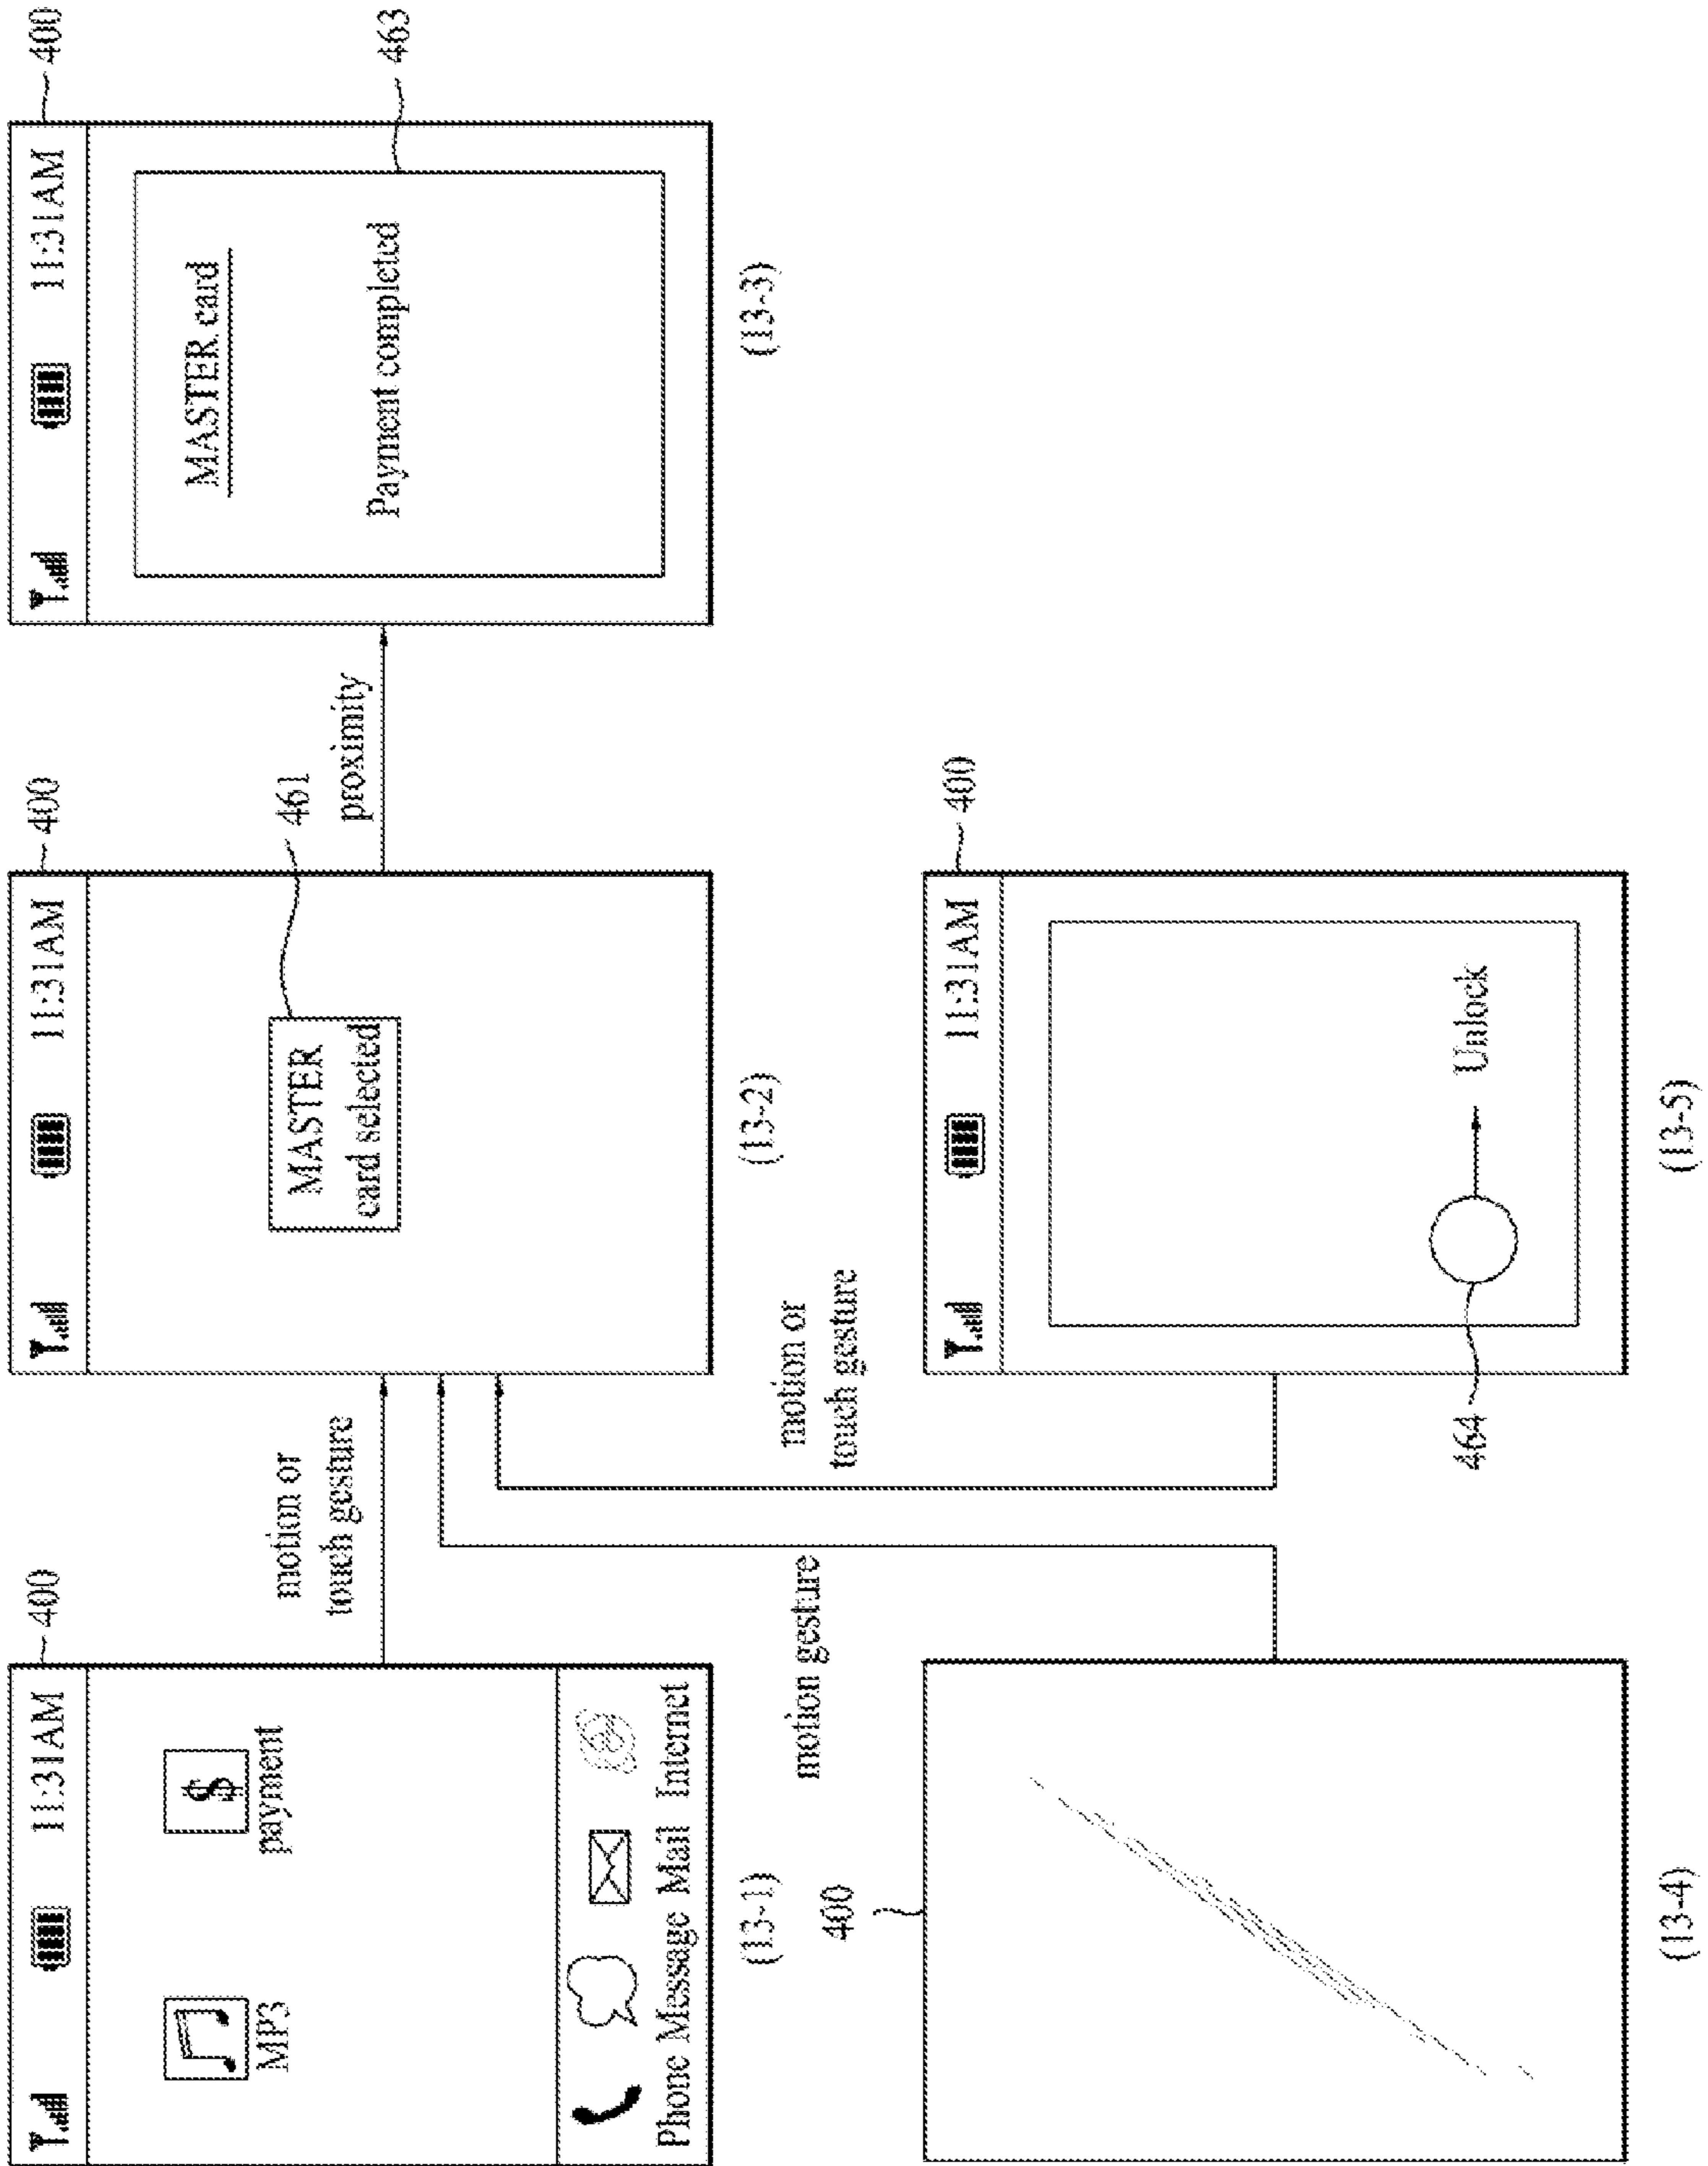 400
11:31AM
MP3
payment
Phone Message Mail Internet
(13-1)
motion or
touch gesture
400
11:31AM
461
MASTER
card selected
(13-2)
proximity
400
11:31AM
463
MASTER card
Payment completed
(13-3)
400
(13-4)
motion gesture
motion or
touch gesture
400
11:31AM
Unlock
464
(13-5)